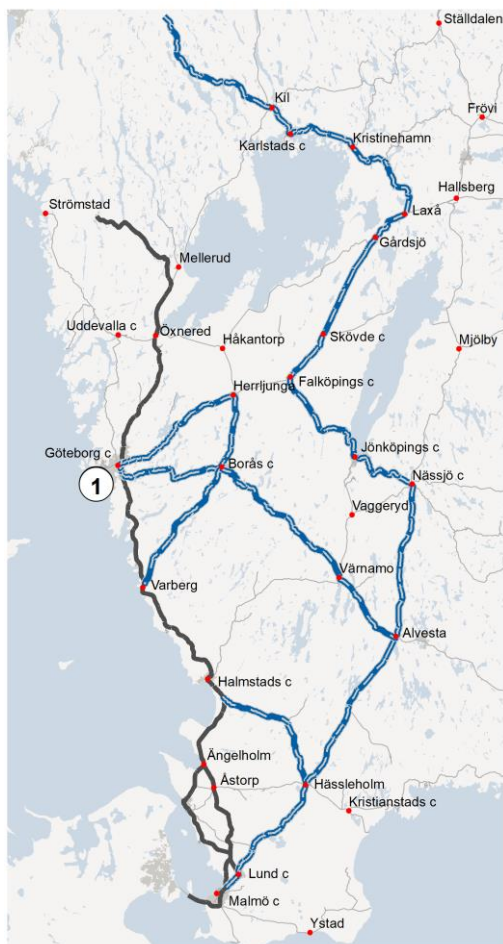 Ställdalen
Kil
Frövi
Karlstads c
Kristinehamn
Hallsberg
Strömstad
Laxå
Gårdsjö
Mellerud
Uddevalla c
Öxnered
Håkantorp
Skövde c
Mjölby
Falköpings c
Herrljunga
Göteborg c
Borås c
Jönköpings c
1
Nässjö c
Vaggeryd
Värnamo
Varberg
Alvesta
Halmstads c
Ängelholm
Åstorp
Hässleholm
Kristianstads c
Lund c
Malmö c
Ystad